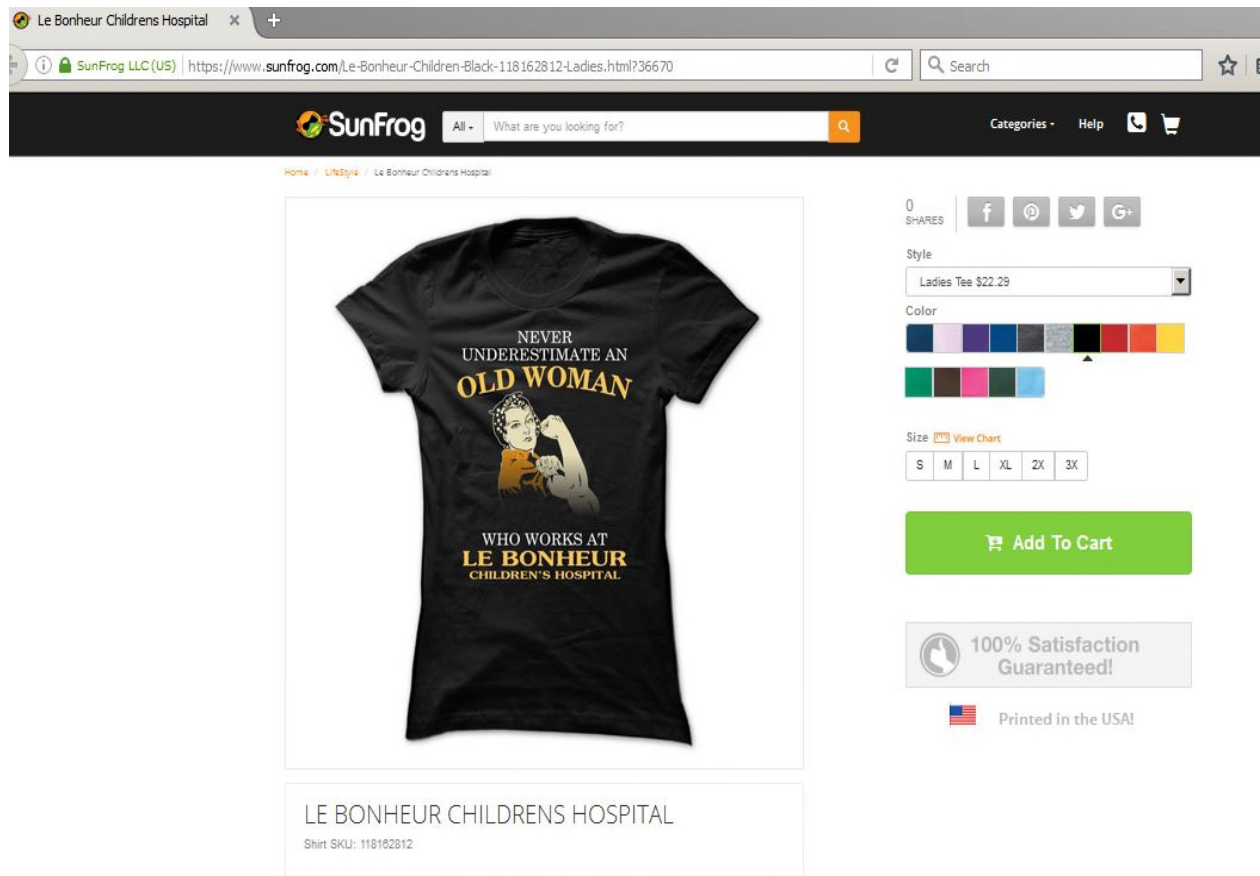 Le Bonheur Childrens Hospital
SunFrog LLC (US) https://www.sunfrog.com/Le-Bonheur-Children-Black-118162812-Ladies.html?36670 Search
SunFrog All What are you looking for? Categories Help
Home / LifeStyle / Le Bonheur Childrens Hospital
0
SHARES
f G+
Style
Ladies Tee $22.29
Color
NEVER
UNDERESTIMATE AN
OLD WOMAN
WHO WORKS AT
LE BONHEUR
CHILDREN'S HOSPITAL
Size View Chart
S M L XL 2X 3X
Add To Cart
100% Satisfaction
Guaranteed!
Printed in the USA!
LE BONHEUR CHILDRENS HOSPITAL
Shirt SKU: 118162812